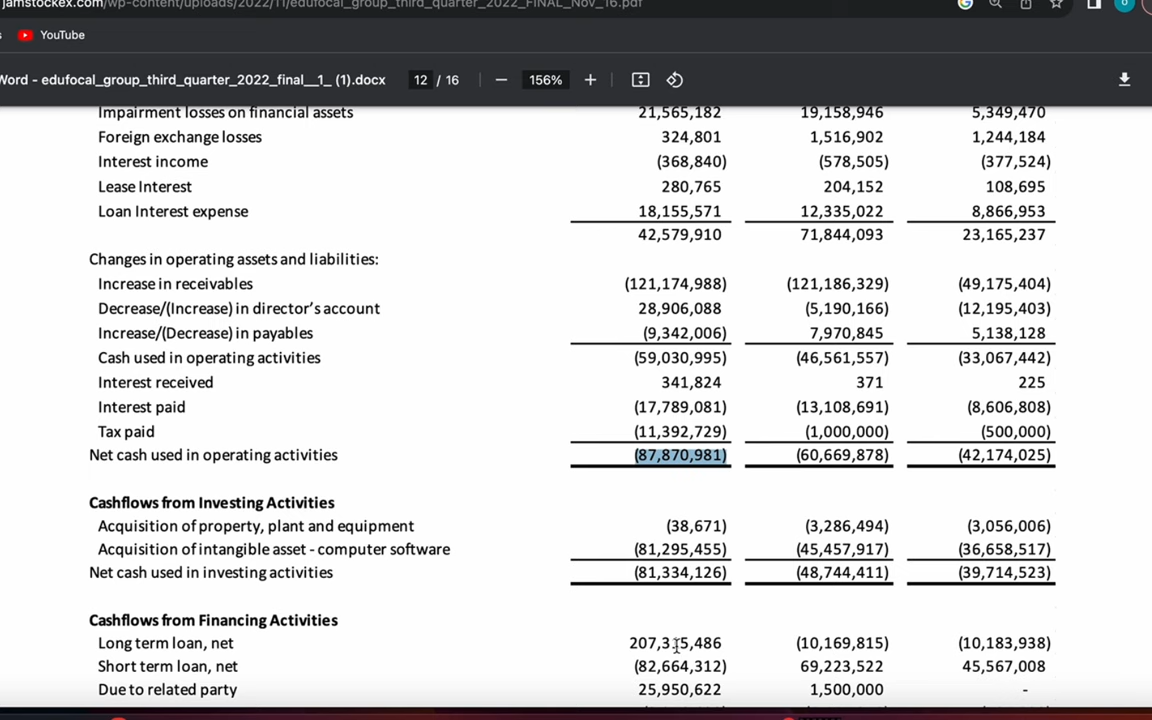 jamstockex.com/wp-content/uploads/2022/11/edufocal_group_third_quarter_2022_FINAL_Nov_16.pdf
YouTube
Word - edufocal_group_third_quarter_2022_final__1_ (1).docx 12 / 16 156%
Impairment losses on financial assets 21,565,182 19,158,946 5,349,470
Foreign exchange losses 324,801 1,516,902 1,244,184
Interest income (368,840) (578,505) (377,524)
Lease Interest 280,765 204,152 108,695
Loan Interest expense 18,155,571 12,335,022 8,866,953
42,579,910 71,844,093 23,165,237
Changes in operating assets and liabilities:
Increase in receivables (121,174,988) (121,186,329) (49,175,404)
Decrease/(Increase) in director's account 28,906,088 (5,190,166) (12,195,403)
Increase/(Decrease) in payables (9,342,006) 7,970,845 5,138,128
Cash used in operating activities (59,030,995) (46,561,557) (33,067,442)
Interest received 341,824 371 225
Interest paid (17,789,081) (13,108,691) (8,606,808)
Tax paid (11,392,729) (1,000,000) (500,000)
Net cash used in operating activities (87,870,981) (60,669,878) (42,174,025)
Cashflows from Investing Activities
Acquisition of property, plant and equipment (38,671) (3,286,494) (3,056,006)
Acquisition of intangible asset - computer software (81,295,455) (45,457,917) (36,658,517)
Net cash used in investing activities (81,334,126) (48,744,411) (39,714,523)
Cashflows from Financing Activities
Long term loan, net 207,315,486 (10,169,815) (10,183,938)
Short term loan, net (82,664,312) 69,223,522 45,567,008
Due to related party 25,950,622 1,500,000 -